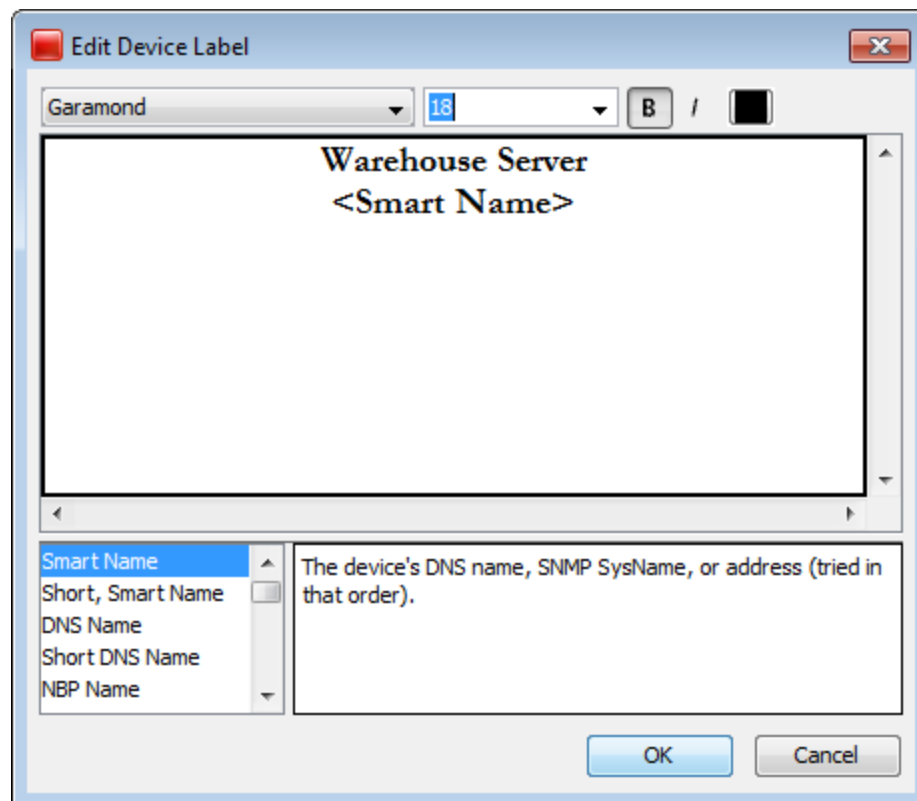 Edit Device Label
Garamond 18 B I
Warehouse Server
<Smart Name>
Smart Name
Short, Smart Name
DNS Name
Short DNS Name
NBP Name
The device's DNS name, SNMP SysName, or address (tried in
that order).
OK Cancel